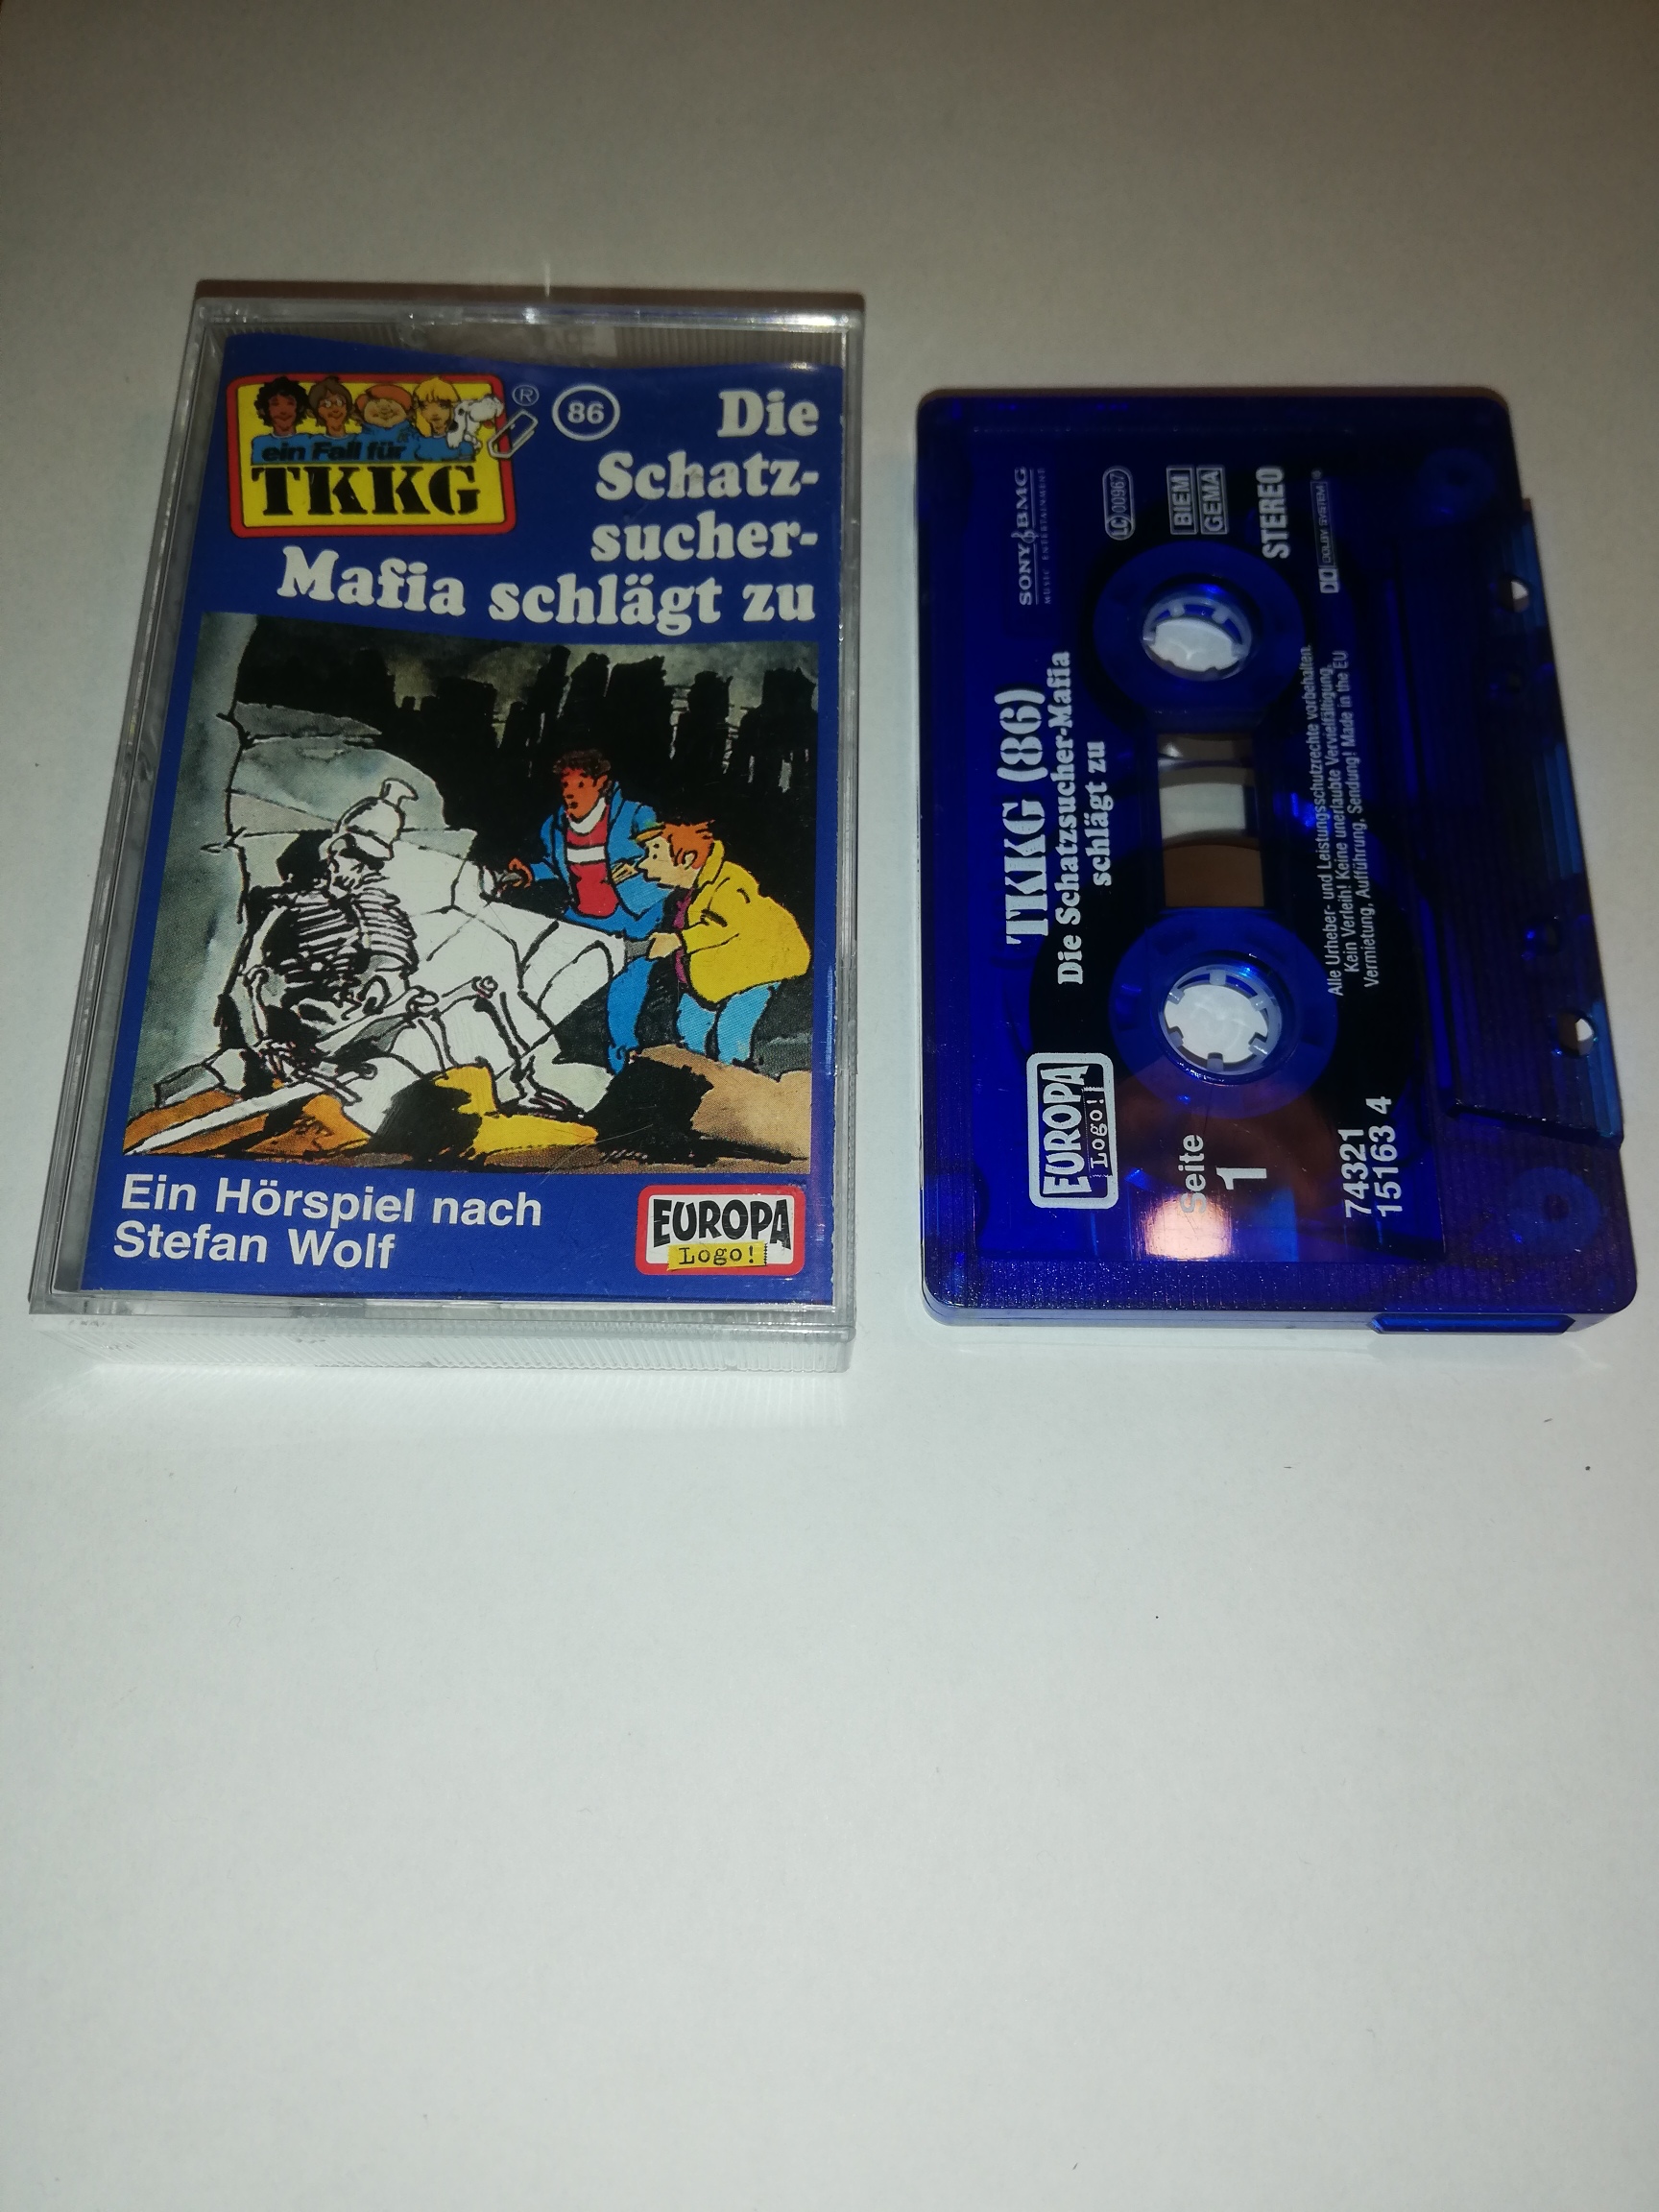 ein Fall für
TKKG
®
86
Die
Schatz-
sucher-
Mafia schlägt zu
Ein Hörspiel nach
Stefan Wolf
EUROPA
Logo!
TKKG (86)
Die Schatzsucher-Mafia
schlägt zu
SONY BMG
MUSIC ENTERTAINMENT
LC 00967
BIEM
GEMA
STEREO
DOLBY SYSTEM
EUROPA
Logo!
Seite
1
Alle Urheber- und Leistungsschutzrechte vorbehalten.
Kein Verleih! Keine unerlaubte Vervielfältigung,
Vermietung, Aufführung, Sendung! Made in the EU
74321
15163 4